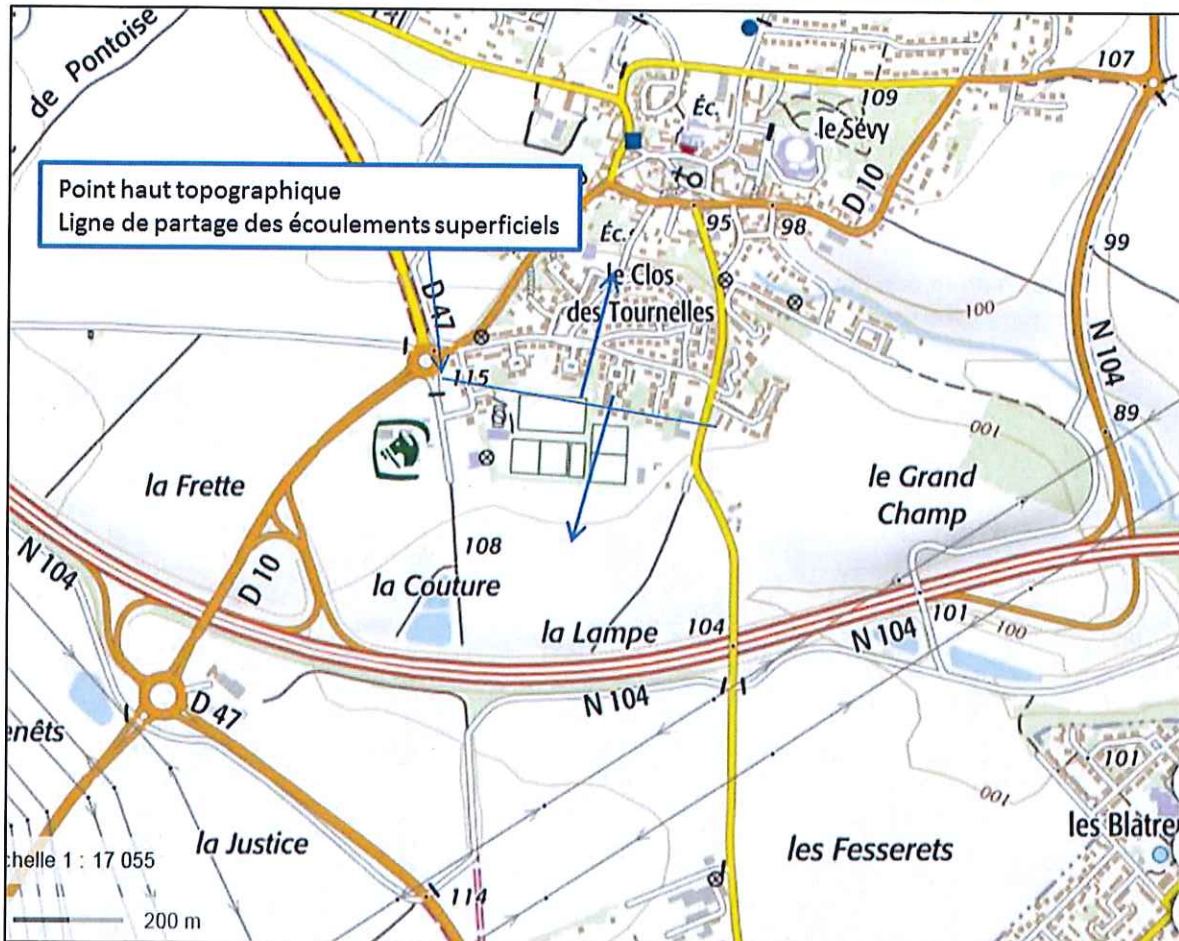 de Pontoise
107
109
Éc.
le Sévy
D 10
Point haut topographique
Ligne de partage des écoulements superficiels
95
98
99
Éc.
le Clos
des Tournelles
D 47
100
N 104
115
89
100
la Frette
le Grand
Champ
N 104
D 10
108
la Couture
la Lampe
104
101
N 104
100
N 104
D 47
enêts
101
100
les Blâtre
la Justice
les Fesserets
chelle 1 : 17 055
114
200 m